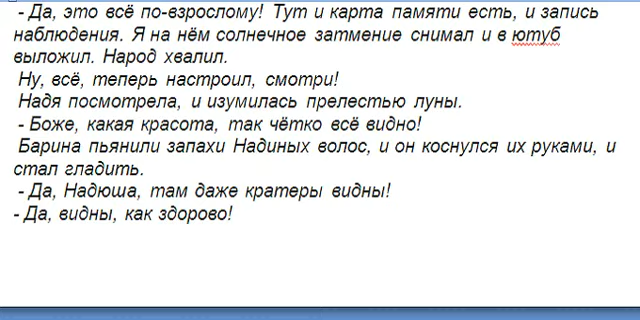 - Да, это всё по-взрослому! Тут и карта памяти есть, и запись
наблюдения. Я на нём солнечное затмение снимал и в ютуб
выложил. Народ хвалил.
Ну, всё, теперь настроил, смотри!
Надя посмотрела, и изумилась прелестью луны.
- Боже, какая красота, так чётко всё видно!
Барина пьянили запахи Надиных волос, и он коснулся их руками, и
стал гладить.
- Да, Надюша, там даже кратеры видны!
- Да, видны, как здорово!